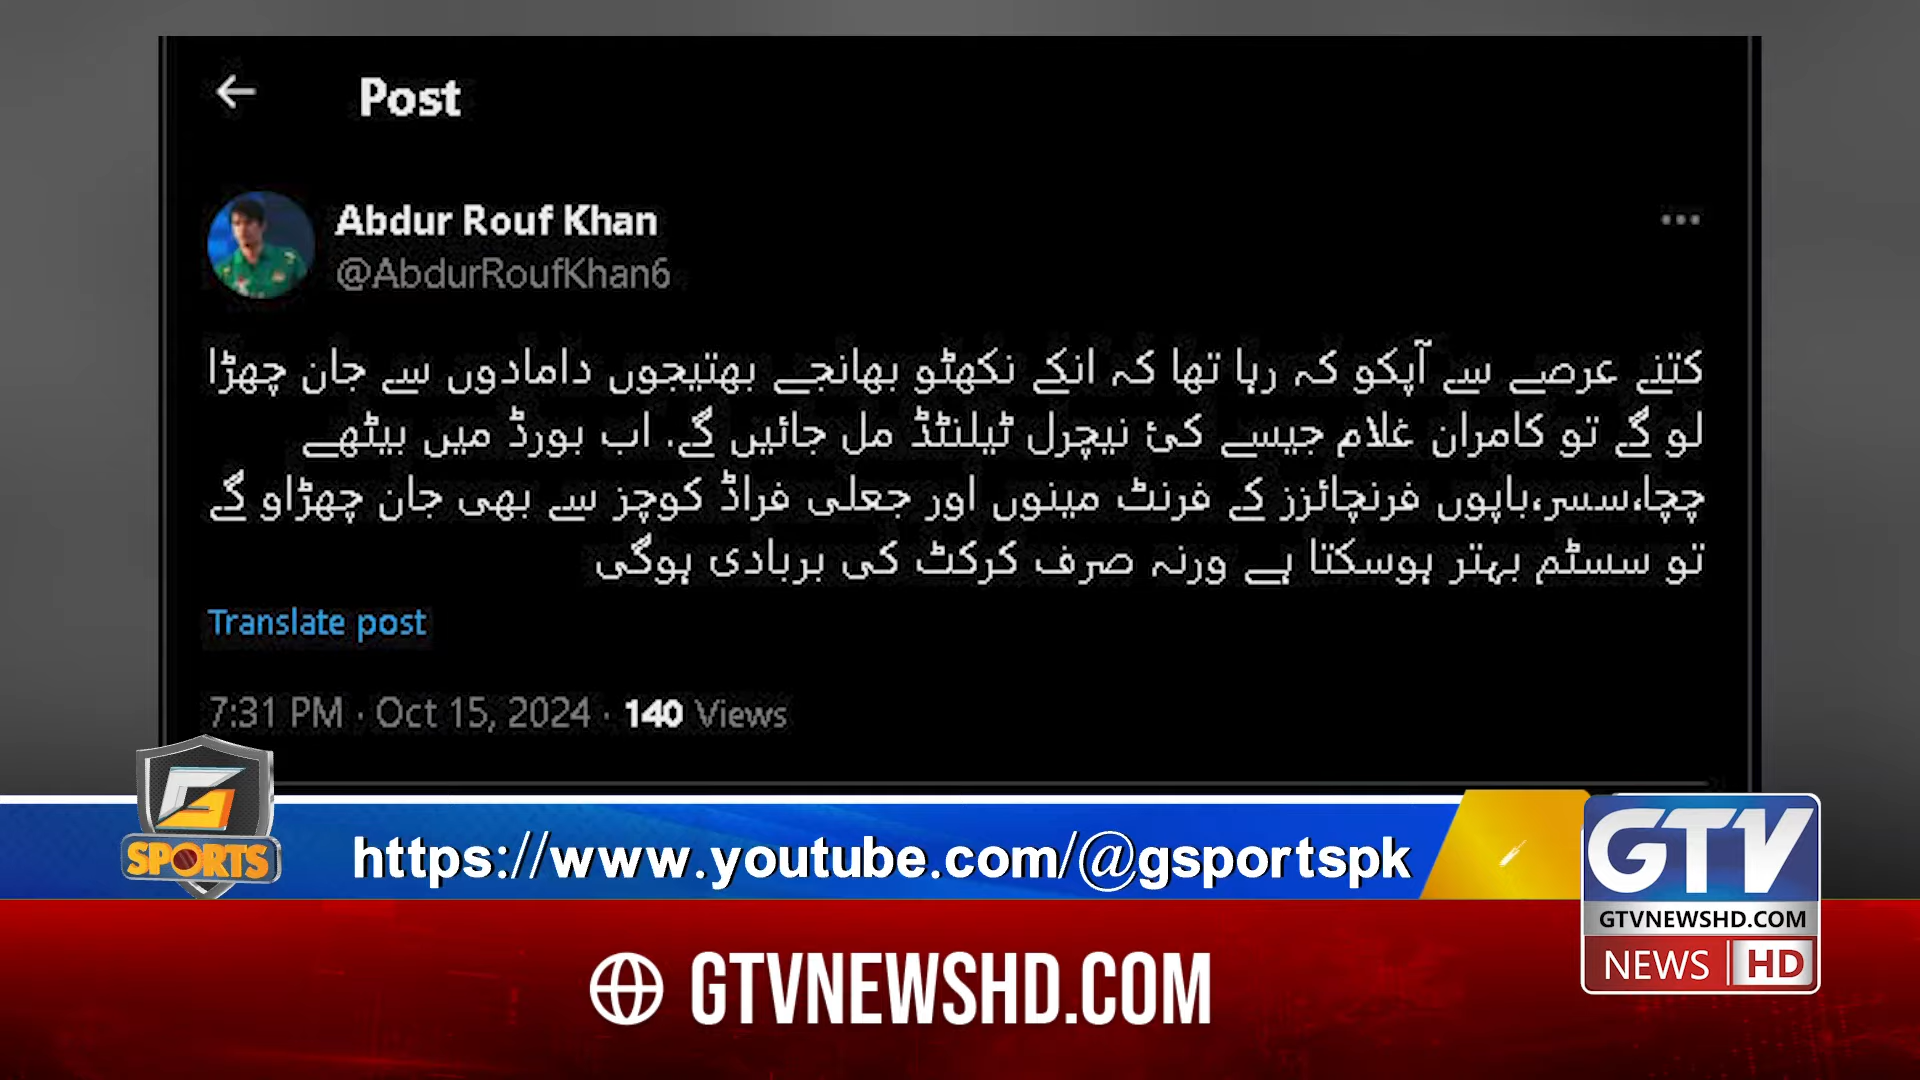 Post
Abdur Rouf Khan
@AbdurRoufKhan6
کتنے عرصے سے آپکو کہ رہا تھا کہ انکے نکھٹو بھانجے بھتیجوں دامادوں سے جان چھڑا
لو گے تو کامران غلام جیسے کئ نیچرل ٹیلنٹڈ مل جائیں گے. اب بورڈ میں بیٹھے
چچا،سسر،باپوں فرنچائزز کے فرنٹ مینوں اور جعلی فراڈ کوچز سے بھی جان چھڑاو گے
تو سسٹم بہتر ہوسکتا ہے ورنہ صرف کرکٹ کی بربادی ہوگی
Translate post
7:31 PM · Oct 15, 2024 · 140 Views
SPORTS
https://www.youtube.com/@gsportspk
GTV
GTVNEWSHD.COM
NEWS HD
GTVNEWSHD.COM